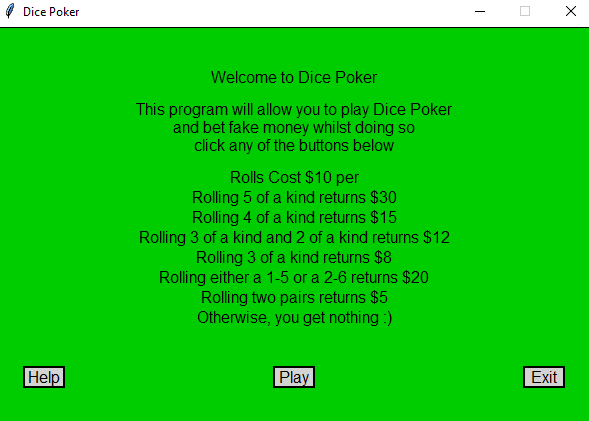 Dice Poker
Welcome to Dice Poker
This program will allow you to play Dice Poker
and bet fake money whilst doing so
click any of the buttons below
Rolls Cost $10 per
Rolling 5 of a kind returns $30
Rolling 4 of a kind returns $15
Rolling 3 of a kind and 2 of a kind returns $12
Rolling 3 of a kind returns $8
Rolling either a 1-5 or a 2-6 returns $20
Rolling two pairs returns $5
Otherwise, you get nothing :)
Help
Play
Exit